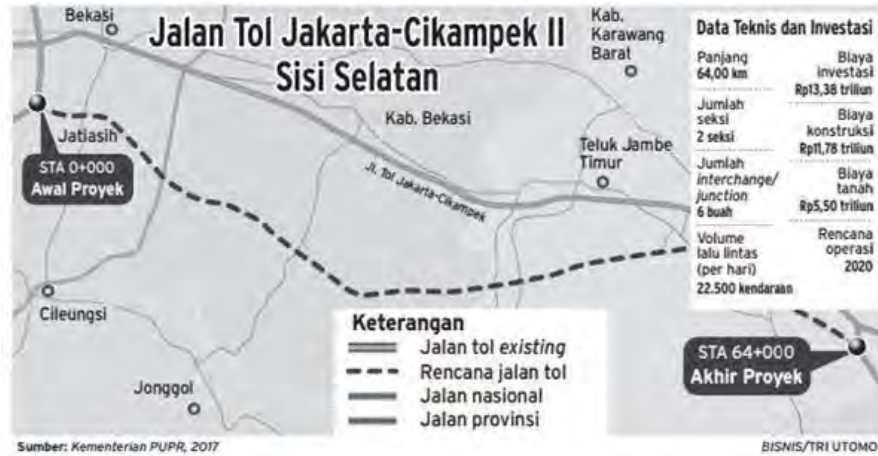 Jalan Tol Jakarta-Cikampek II
Sisi Selatan
Bekasi
Kab.
Karawang
Barat
Jatiasih
STA 0+000
Awal Proyek
Kab. Bekasi
Jl. Tol Jakarta-Cikampek
Teluk Jambe
Timur
Cileungsi
Jonggol
Data Teknis dan Investasi
Panjang
64,00 km
Jumlah
seksi
2 seksi
Jumlah
interchange/
junction
6 buah
Volume
lalu lintas
(per hari)
22.500 kendaraan
Biaya
investasi
Rp13,38 triliun
Biaya
konstruksi
Rp11,78 triliun
Biaya
tanah
Rp5,50 triliun
Rencana
operasi
2020
Keterangan
Jalan tol existing
Rencana jalan tol
Jalan nasional
Jalan provinsi
STA 64+000
Akhir Proyek
Sumber: Kementerian PUPR, 2017
BISNIS/TRI UTOMO